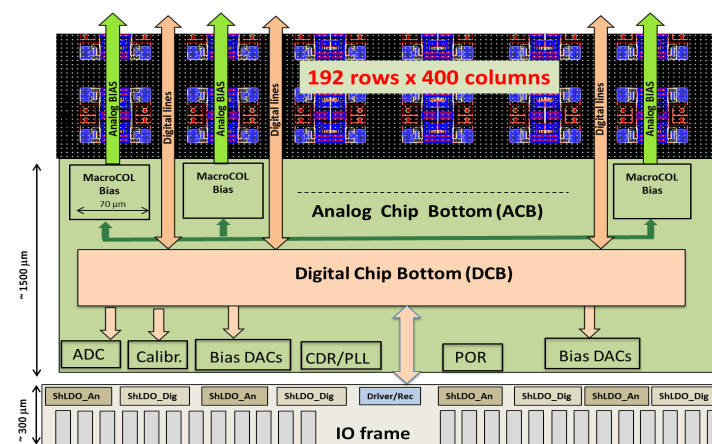 192 rows x 400 columns
Analog BIAS
Digital lines
Analog BIAS
Digital lines
Digital lines
Analog BIAS
MacroCOL
Bias
70 µm
MacroCOL
Bias
MacroCOL
Bias
Analog Chip Bottom (ACB)
~ 1500 µm
Digital Chip Bottom (DCB)
ADC
Calibr.
Bias DACs
CDR/PLL
POR
Bias DACs
~ 300 µm
ShLDO_An
ShLDO_Dig
ShLDO_An
ShLDO_Dig
Driver/Rec
ShLDO_An
ShLDO_Dig
ShLDO_An
ShLDO_Dig
IO frame